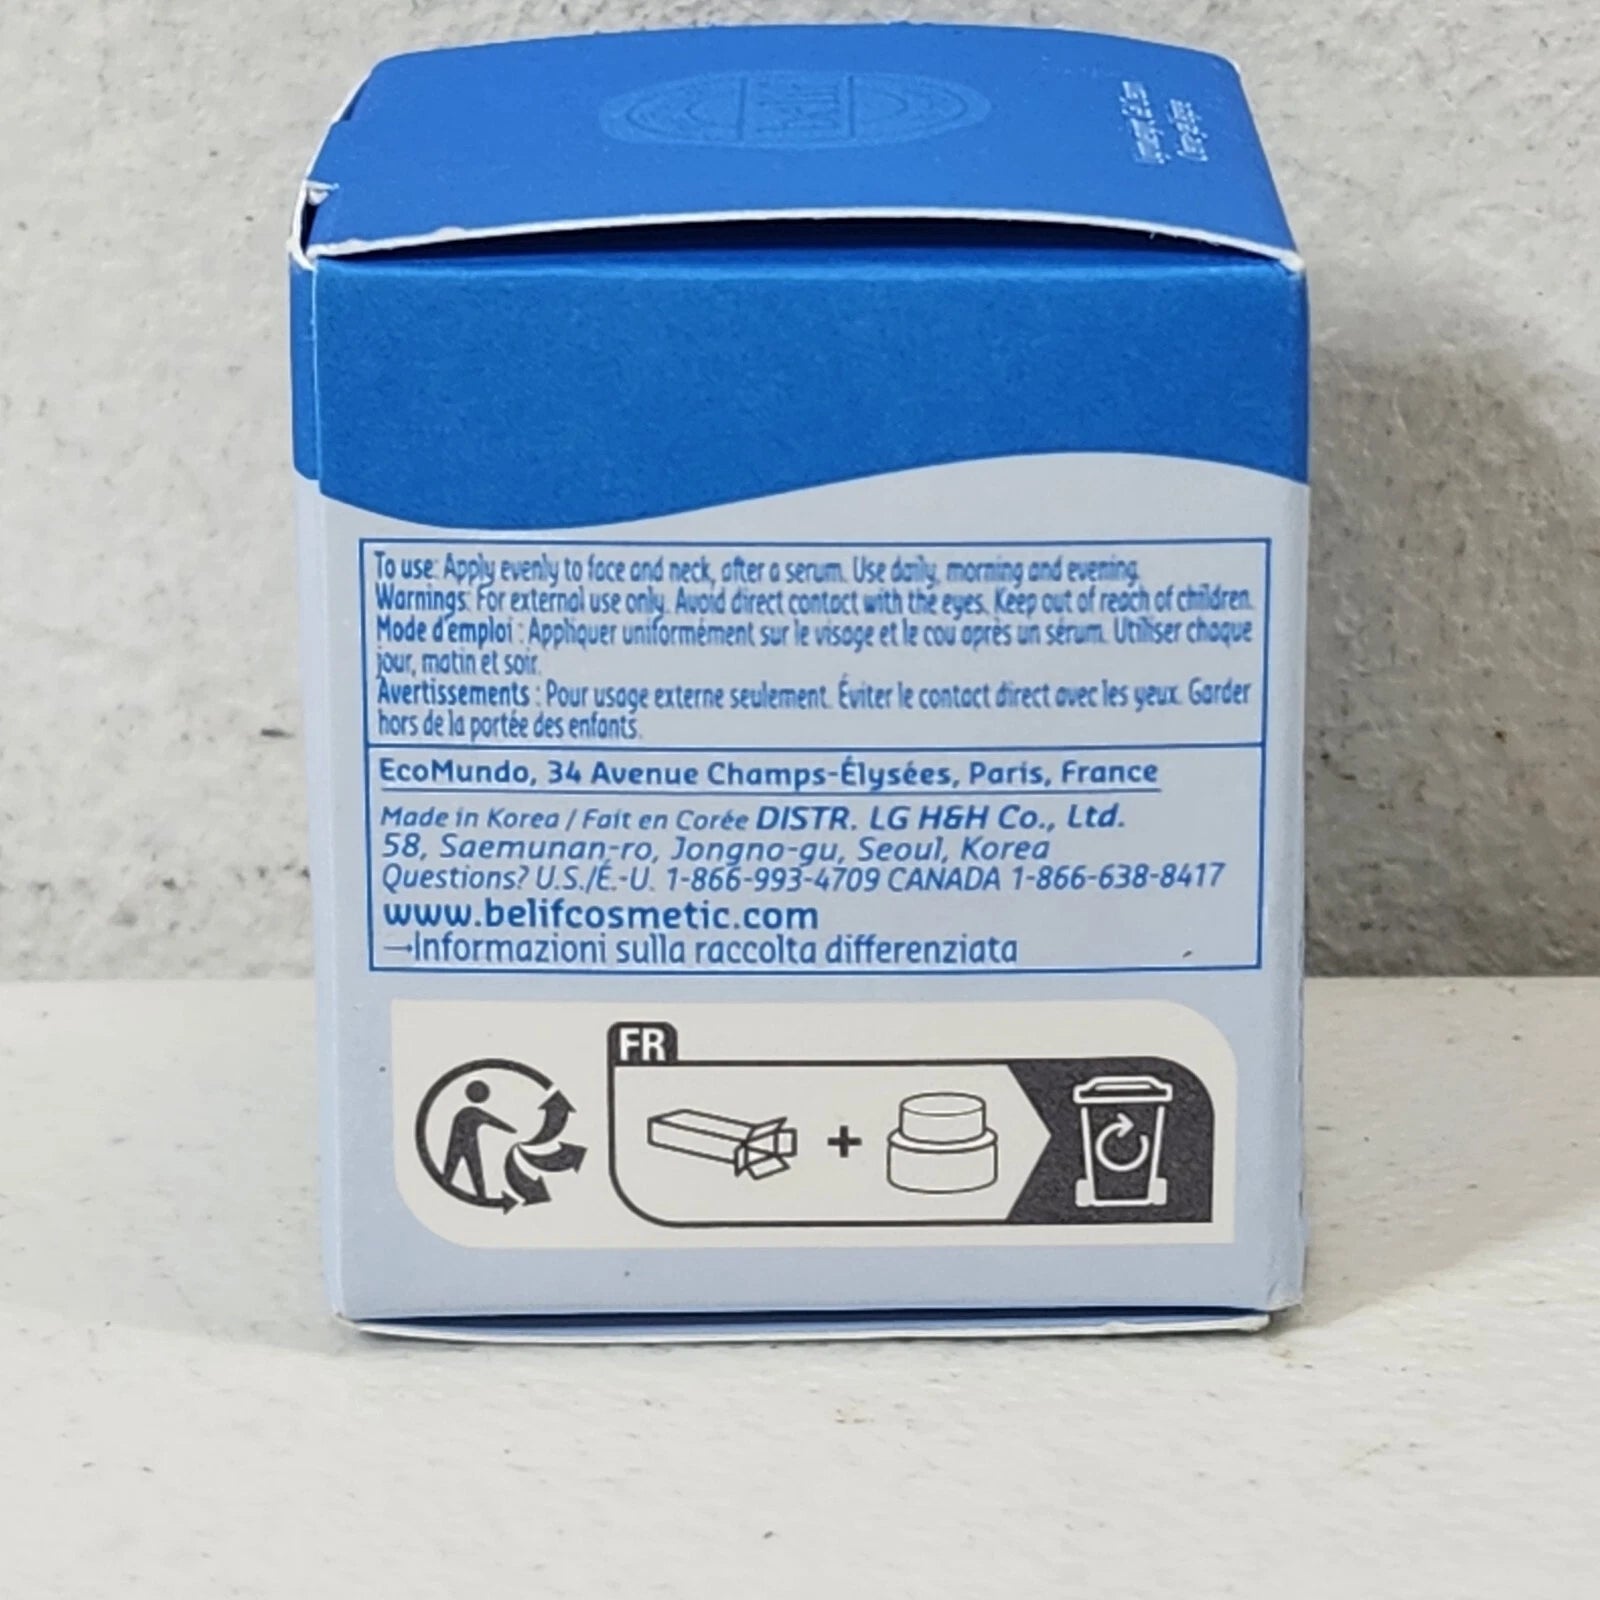 belif
To use: Apply evenly to face and neck, after a serum. Use daily, morning and evening.
Warnings: For external use only. Avoid direct contact with the eyes. Keep out of reach of children.
Mode d'emploi : Appliquer uniformément sur le visage et le cou après un sérum. Utiliser chaque
jour, matin et soir.
Avertissements : Pour usage externe seulement. Éviter le contact direct avec les yeux. Garder
hors de la portée des enfants.
EcoMundo, 34 Avenue Champs-Élysées, Paris, France
Made in Korea / Fait en Corée DISTR. LG H&H Co., Ltd.
58, Saemunan-ro, Jongno-gu, Seoul, Korea
Questions? U.S./É.-U. 1-866-993-4709 CANADA 1-866-638-8417
www.belifcosmetic.com
→Informazioni sulla raccolta differenziata
FR
+